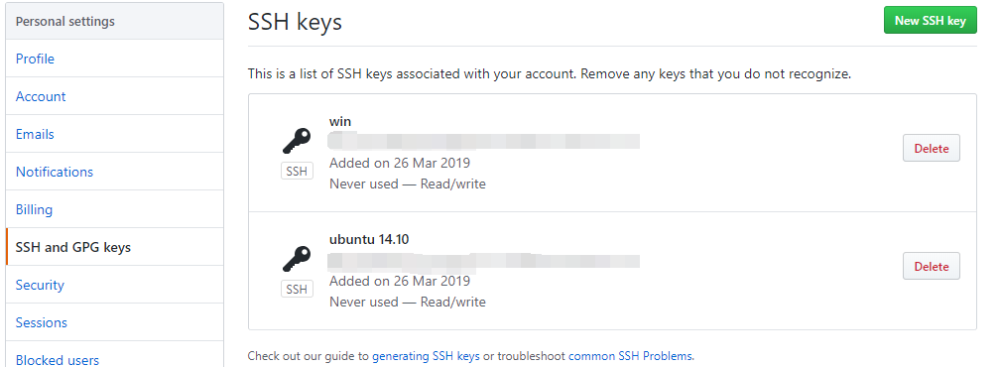 Personal settings
Profile
Account
Emails
Notifications
Billing
SSH and GPG keys
Security
Sessions
Blocked users
SSH keys
New SSH key
This is a list of SSH keys associated with your account. Remove any keys that you do not recognize.
win
SSH
Added on 26 Mar 2019
Never used — Read/write
Delete
ubuntu 14.10
SSH
Added on 26 Mar 2019
Never used — Read/write
Delete
Check out our guide to generating SSH keys or troubleshoot common SSH Problems.